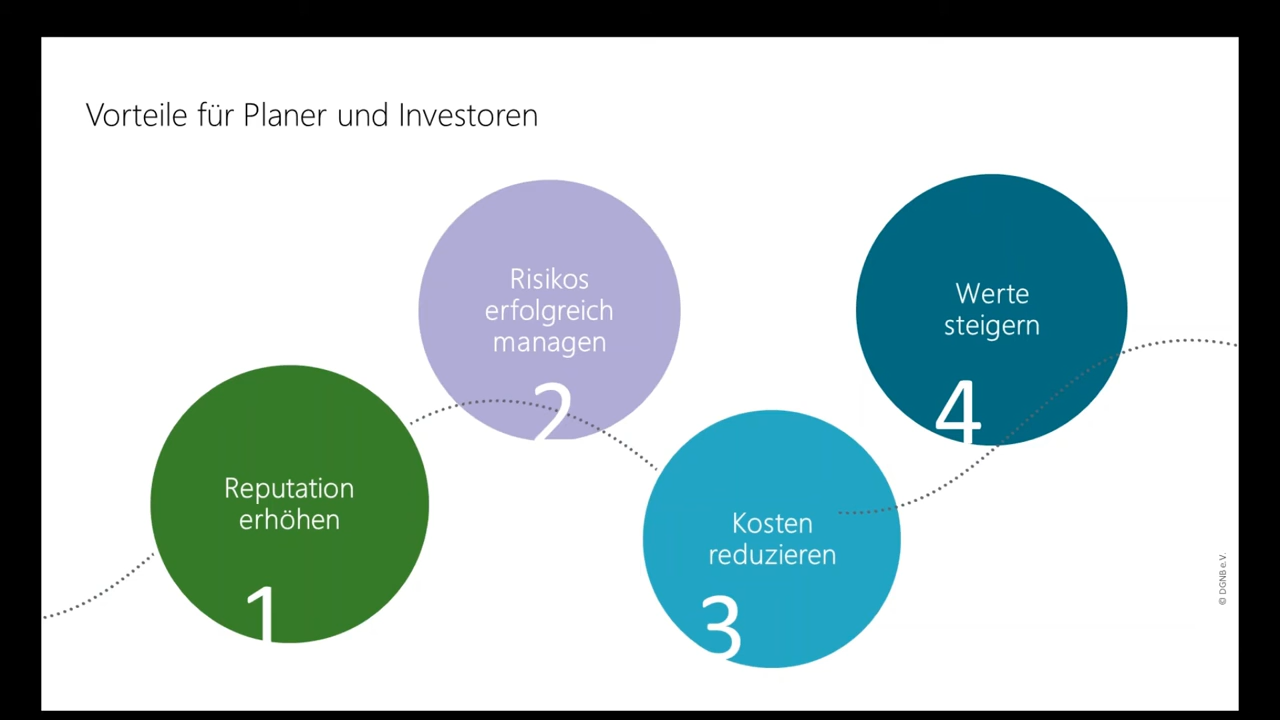 Vorteile für Planer und Investoren
Reputation
erhöhen
1
Risikos
erfolgreich
managen
2
Kosten
reduzieren
3
Werte
steigern
4
© DGNB e.V.